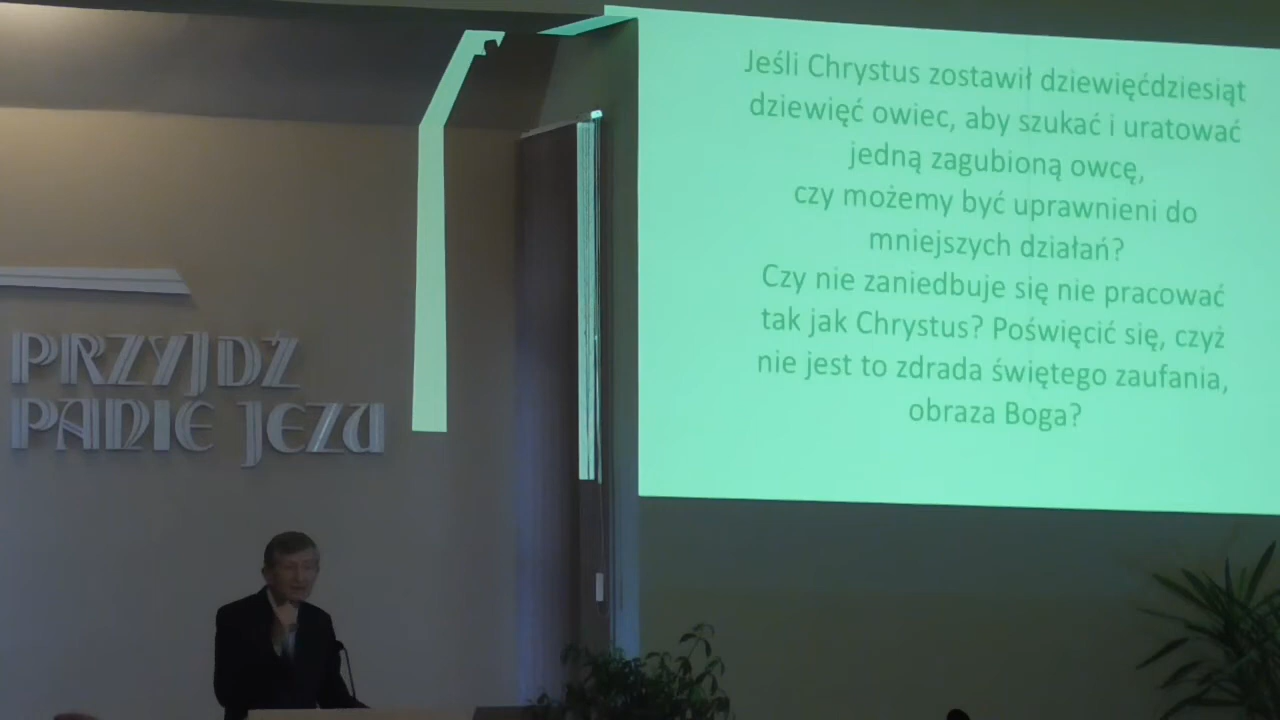 PRZYJDŹ
PANIE JEZU
Jeśli Chrystus zostawił dziewięćdziesiąt
dziewięć owiec, aby szukać i uratować
jedną zagubioną owcę,
czy możemy być uprawnieni do
mniejszych działań?
Czy nie zaniedbuje się nie pracować
tak jak Chrystus? Poświęcić się, czyż
nie jest to zdrada świętego zaufania,
obraza Boga?